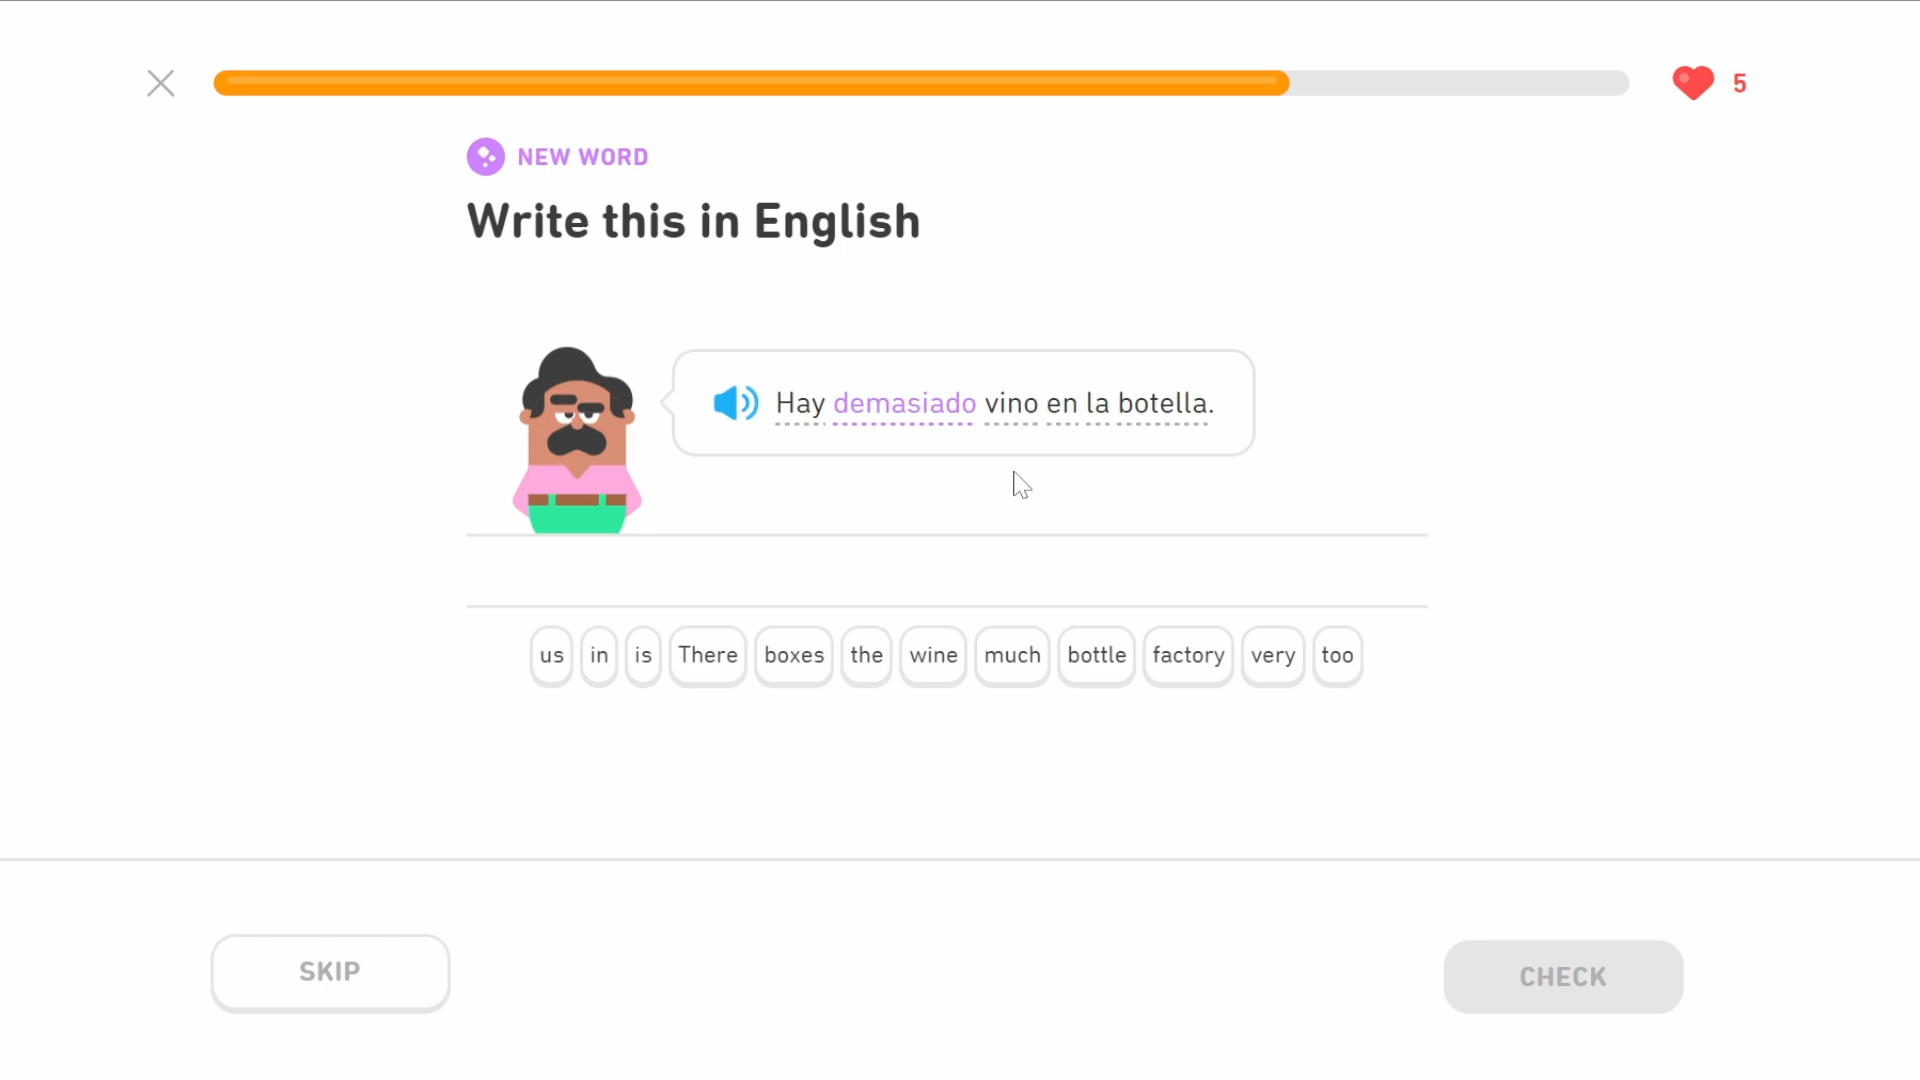 5
NEW WORD
Write this in English
Hay demasiado vino en la botella.
us in is There boxes the wine much bottle factory very too
SKIP
CHECK